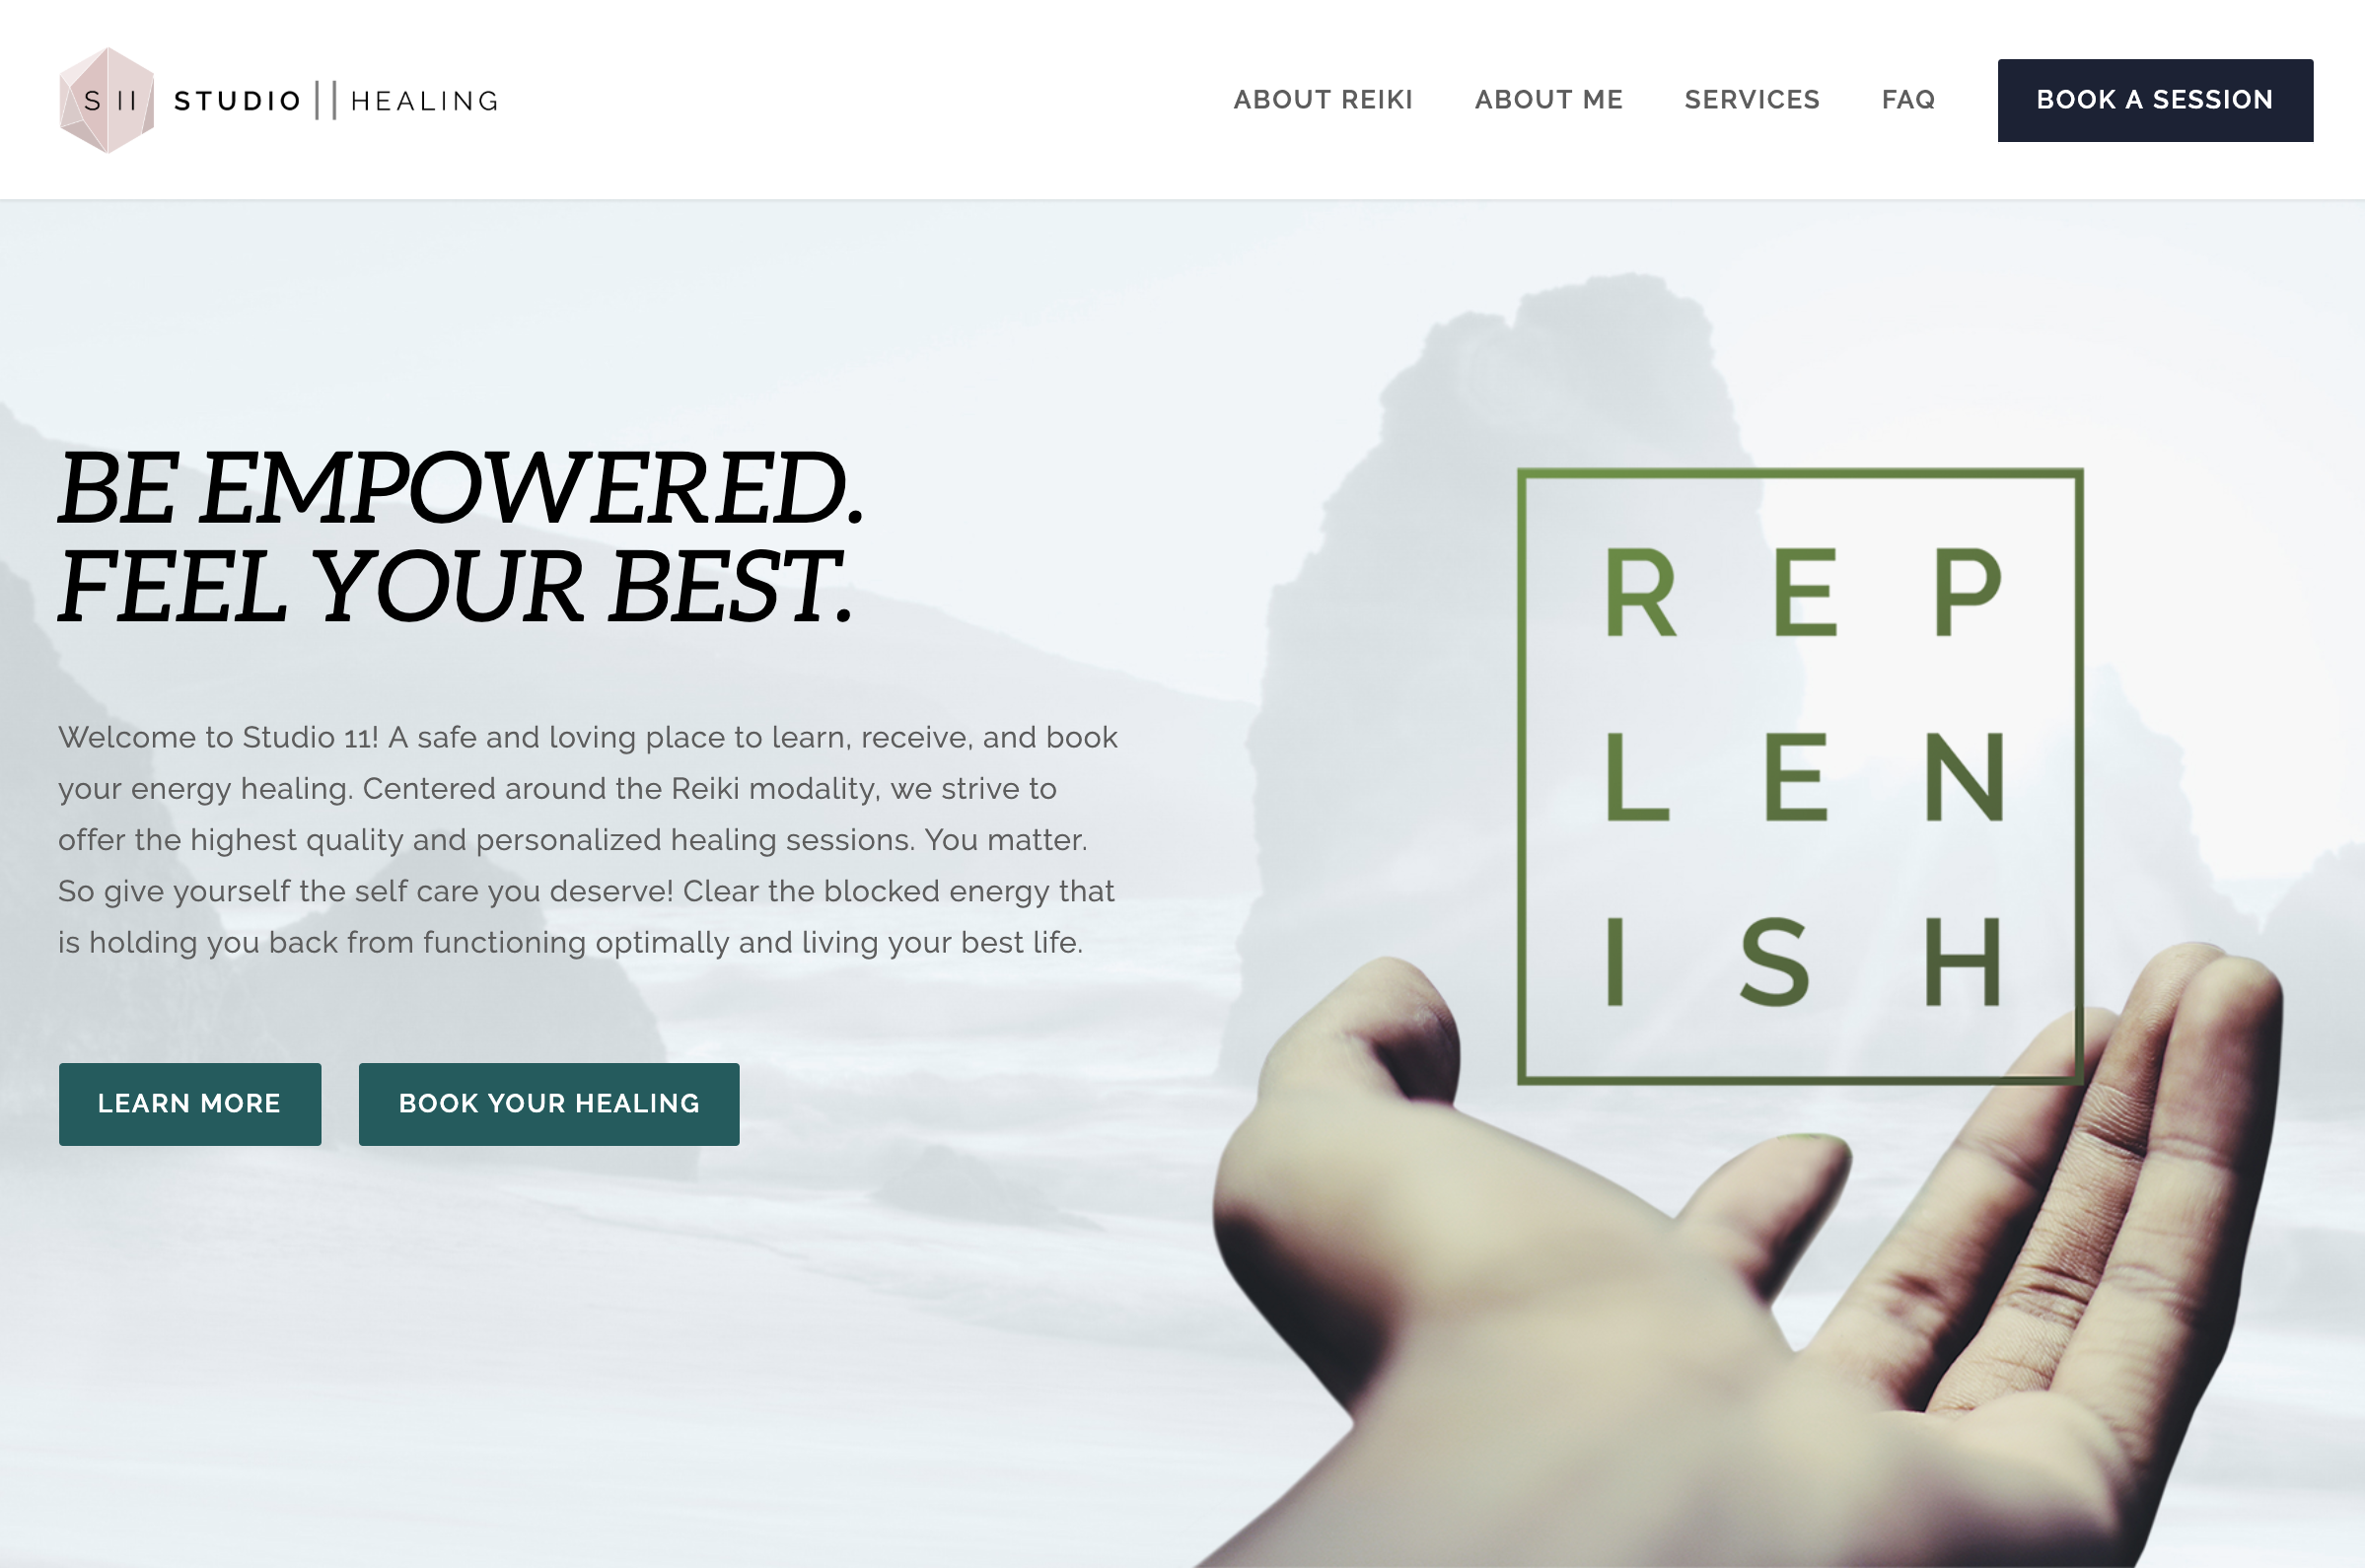 S || STUDIO || HEALING
ABOUT REIKI ABOUT ME SERVICES FAQ BOOK A SESSION
BE EMPOWERED.
FEEL YOUR BEST.
Welcome to Studio 11! A safe and loving place to learn, receive, and book
your energy healing. Centered around the Reiki modality, we strive to
offer the highest quality and personalized healing sessions. You matter.
So give yourself the self care you deserve! Clear the blocked energy that
is holding you back from functioning optimally and living your best life.
LEARN MORE BOOK YOUR HEALING
R E P
L E N
I S H